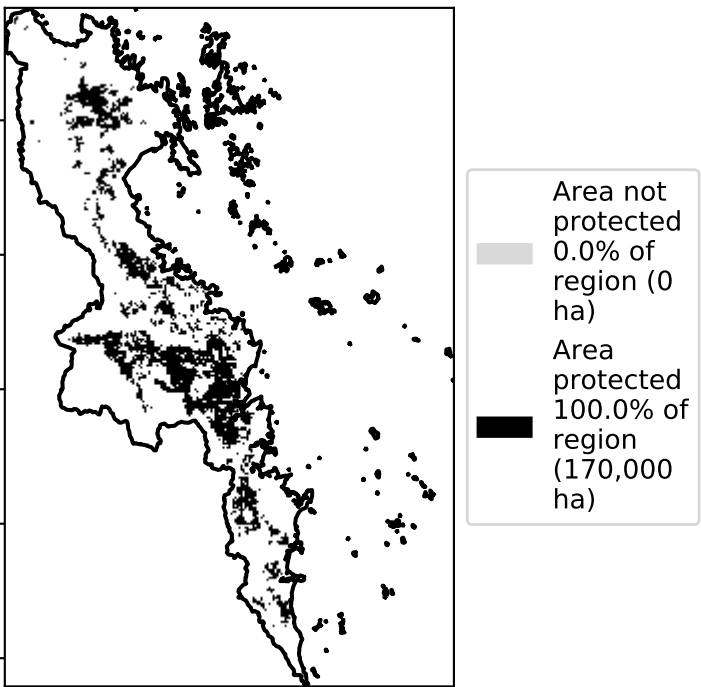 Area not
protected
0.0% of
region (0
ha)
Area
protected
100.0% of
region
(170,000
ha)